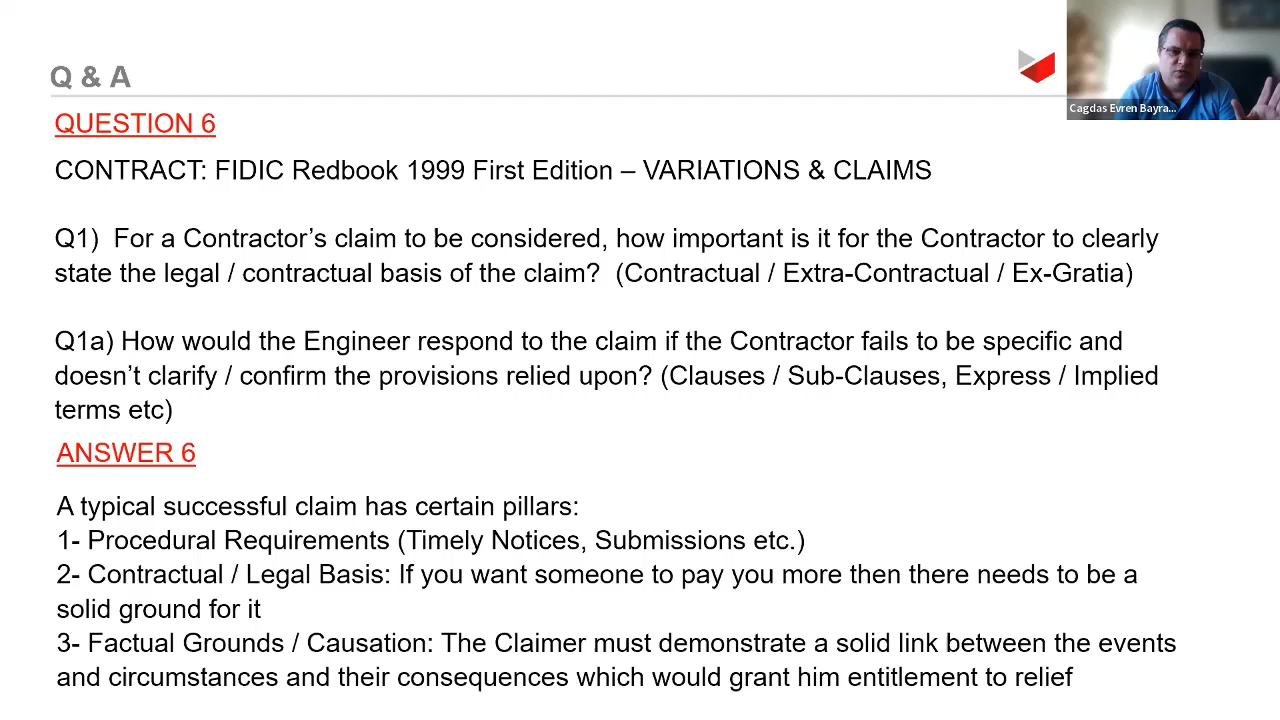 Q & A
Cagdas Evren Bayra...
QUESTION 6
CONTRACT: FIDIC Redbook 1999 First Edition – VARIATIONS & CLAIMS
Q1)  For a Contractor’s claim to be considered, how important is it for the Contractor to clearly
state the legal / contractual basis of the claim?  (Contractual / Extra-Contractual / Ex-Gratia)
Q1a) How would the Engineer respond to the claim if the Contractor fails to be specific and
doesn’t clarify / confirm the provisions relied upon? (Clauses / Sub-Clauses, Express / Implied
terms etc)
ANSWER 6
A typical successful claim has certain pillars:
1- Procedural Requirements (Timely Notices, Submissions etc.)
2- Contractual / Legal Basis: If you want someone to pay you more then there needs to be a
solid ground for it
3- Factual Grounds / Causation: The Claimer must demonstrate a solid link between the events
and circumstances and their consequences which would grant him entitlement to relief